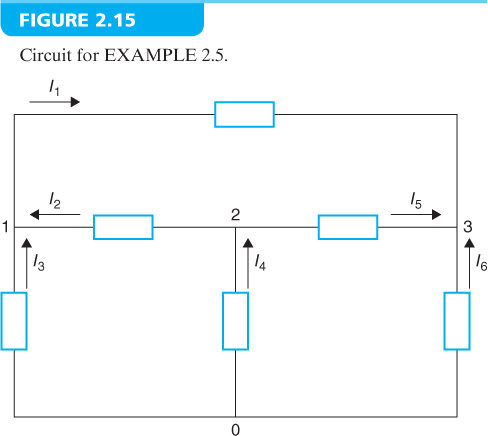 FIGURE 2.15
Circuit for EXAMPLE 2.5.
I₁
I₂
I₅
1
2
3
I₃
I₄
I₆
0